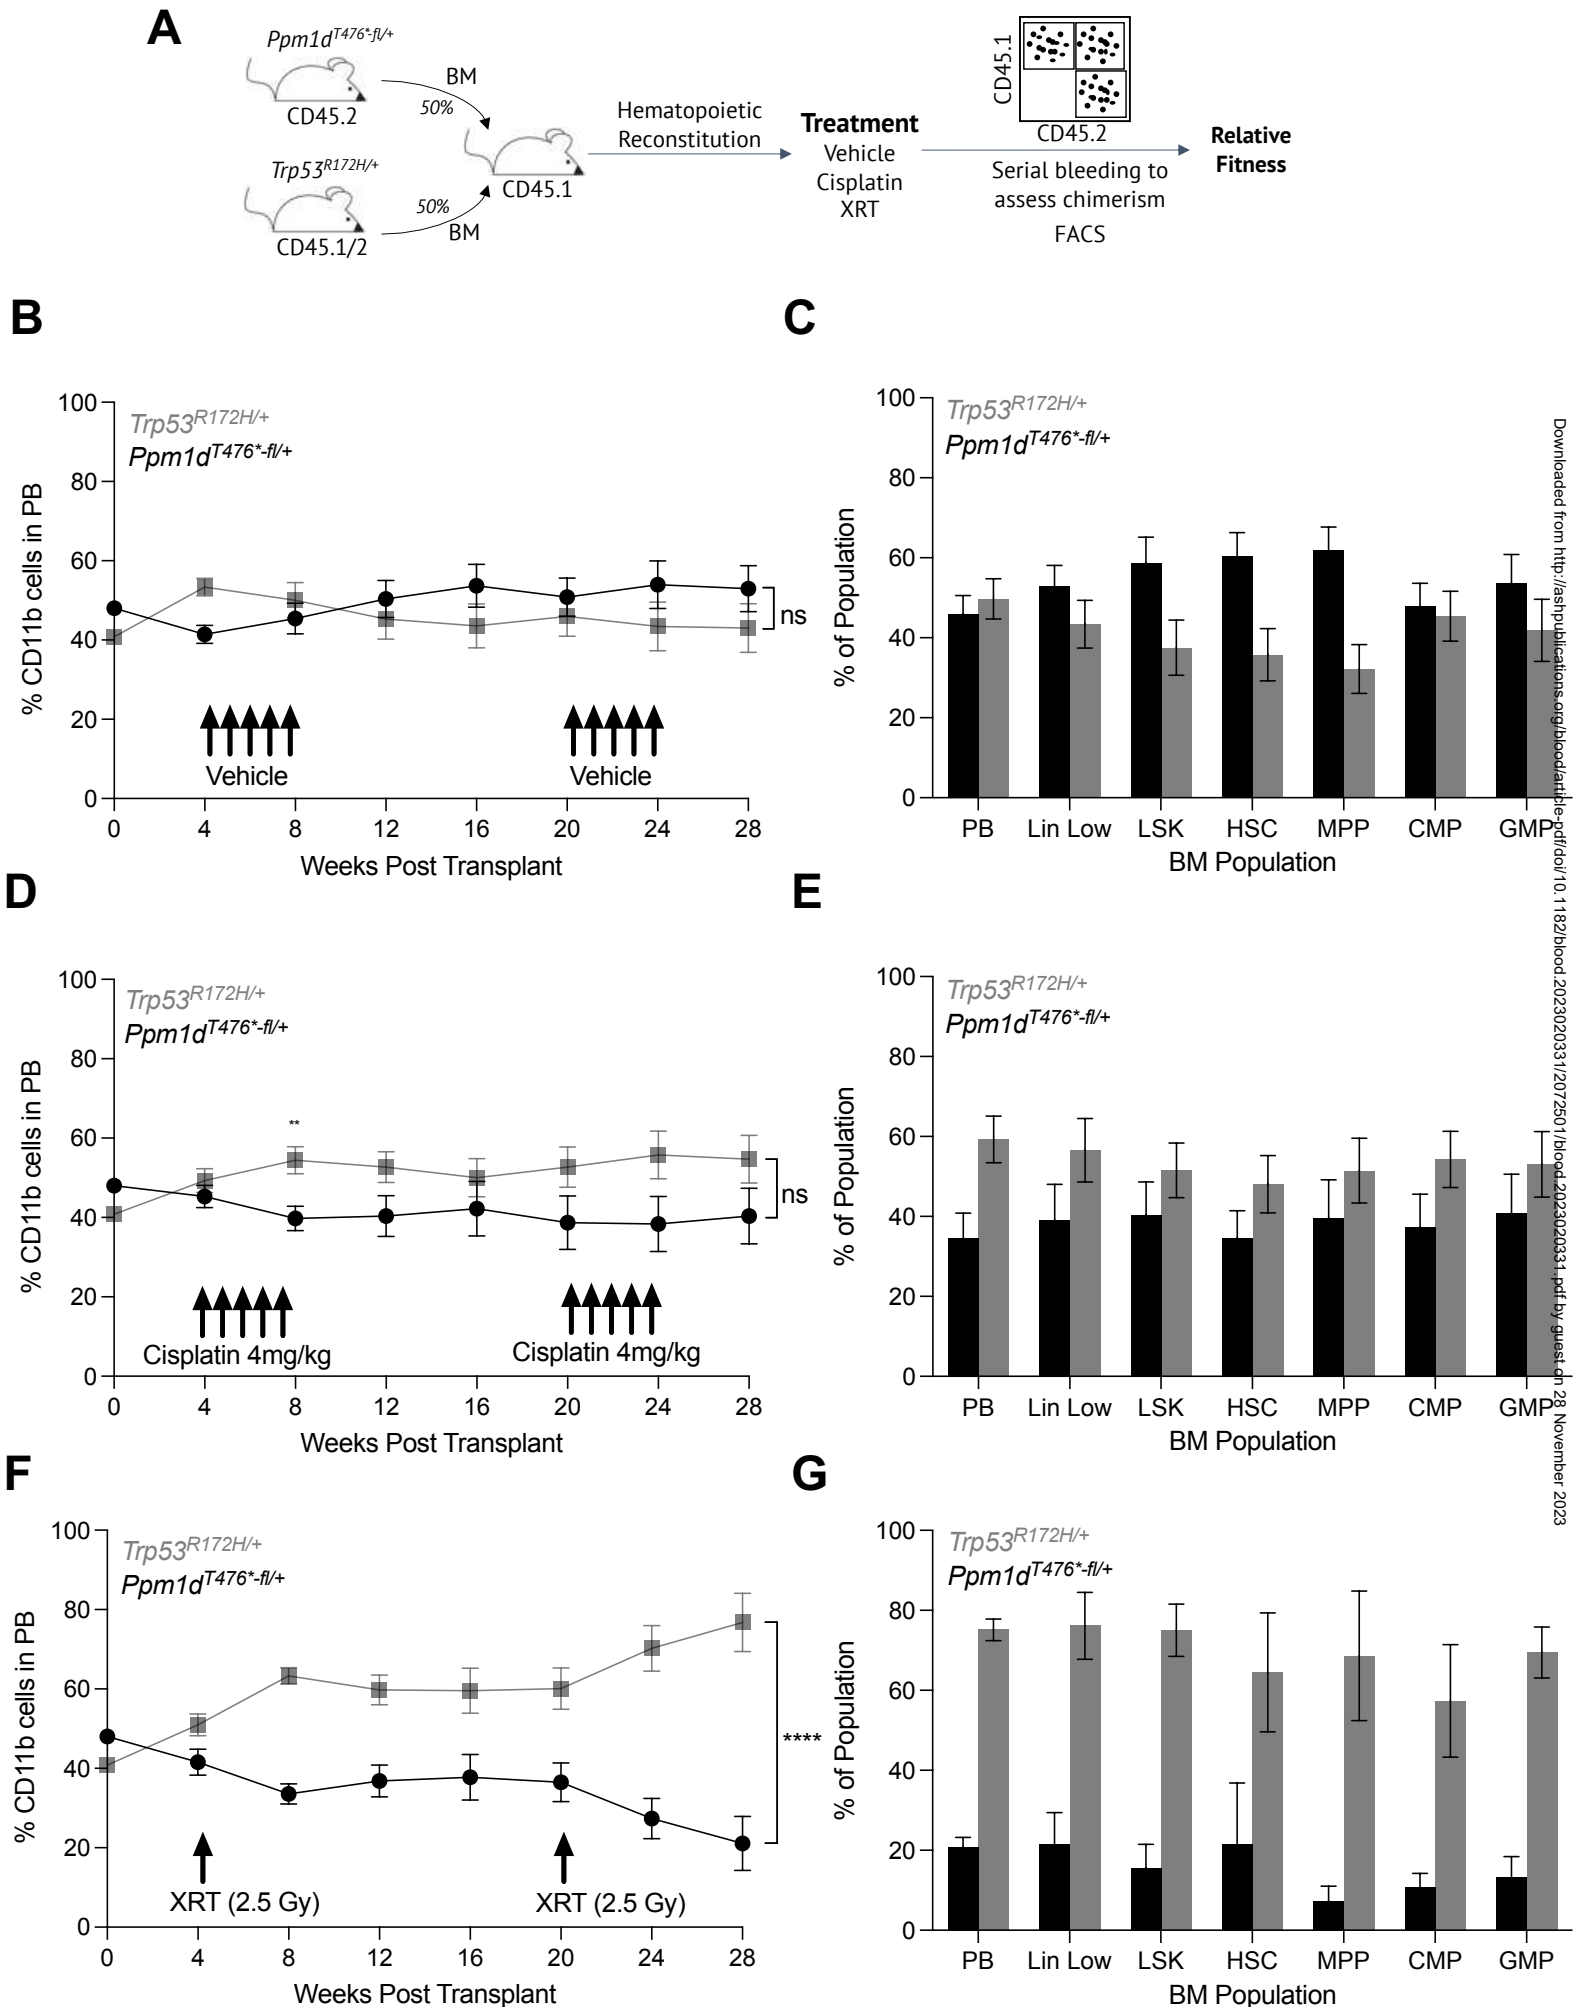 A
Ppm1dT476*-fl/+
CD45.2
BM
50%
Trp53R172H/+
CD45.1/2
50%
BM
CD45.1
Hematopoietic
Reconstitution
Treatment
Vehicle
Cisplatin
XRT
CD45.1
CD45.2
Serial bleeding to
assess chimerism
FACS
Relative
Fitness
B
Trp53R172H/+
Ppm1dT476*-fl/+
% CD11b cells in PB
100
80
60
40
20
0
ns
Vehicle
Vehicle
0 4 8 12 16 20 24 28
Weeks Post Transplant
C
Trp53R172H/+
Ppm1dT476*-fl/+
% of Population
100
80
60
40
20
0
PB Lin Low LSK HSC MPP CMP GMP
BM Population
D
Trp53R172H/+
Ppm1dT476*-fl/+
% CD11b cells in PB
100
80
60
40
20
0
**
ns
Cisplatin 4mg/kg
Cisplatin 4mg/kg
0 4 8 12 16 20 24 28
Weeks Post Transplant
E
Trp53R172H/+
Ppm1dT476*-fl/+
% of Population
100
80
60
40
20
0
PB Lin Low LSK HSC MPP CMP GMP
BM Population
F
Trp53R172H/+
Ppm1dT476*-fl/+
% CD11b cells in PB
100
80
60
40
20
0
****
XRT (2.5 Gy)
XRT (2.5 Gy)
0 4 8 12 16 20 24 28
Weeks Post Transplant
G
Trp53R172H/+
Ppm1dT476*-fl/+
% of Population
100
80
60
40
20
0
PB Lin Low LSK HSC MPP CMP GMP
BM Population
Downloaded from http://ashpublications.org/blood/article-pdf/doi/10.1182/blood.2023020331/2072501/blood.2023020331.pdf by guest on 28 November 2023